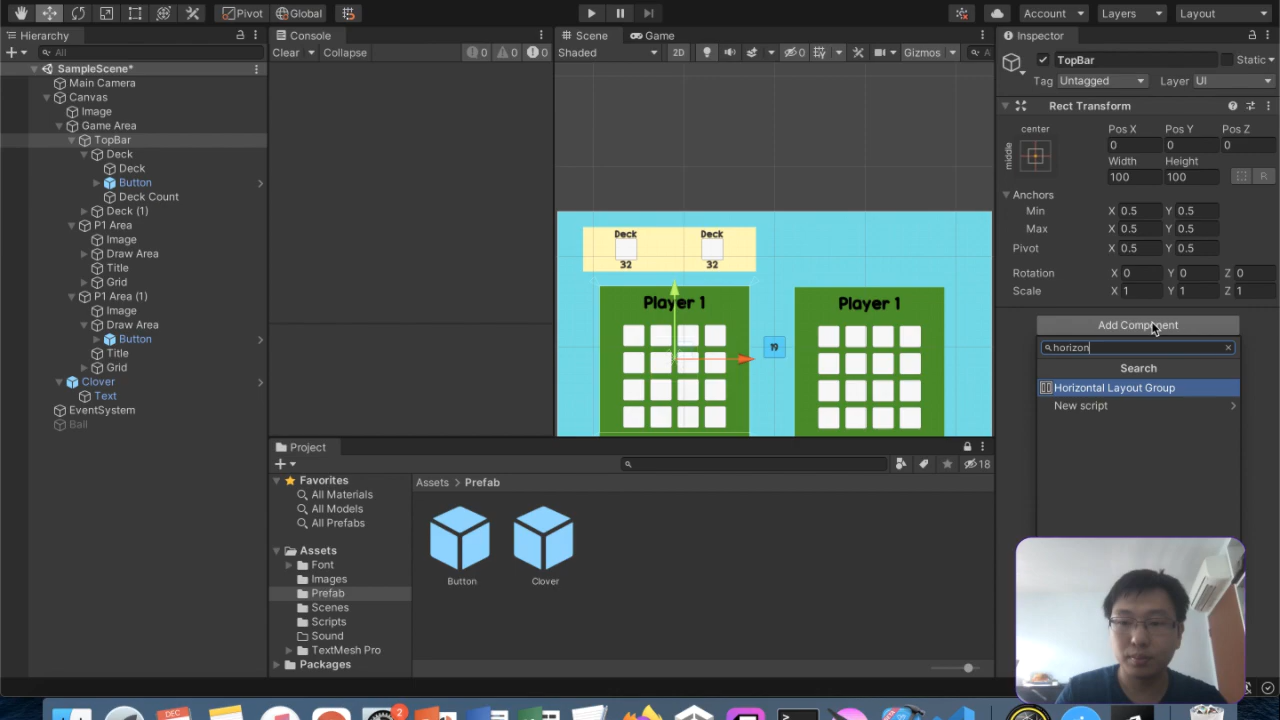 Pivot
Global
Account
Layers
Layout
Hierarchy
All
SampleScene*
Main Camera
Canvas
Image
Game Area
TopBar
Deck
Deck
Button
Deck Count
Deck (1)
P1 Area
Image
Draw Area
Title
Grid
P1 Area (1)
Image
Draw Area
Button
Title
Grid
Clover
Text
EventSystem
Ball
Console
Clear
Collapse
0
0
0
Scene
Game
Shaded
2D
0
Gizmos
A
Deck
Deck
32
32
Player 1
Player 1
19
Project
18
Favorites
All Materials
All Models
All Prefabs
Assets
Font
Images
Prefab
Scenes
Scripts
Sound
TextMesh Pro
Packages
Assets > Prefab
Button
Clover
Inspector
TopBar
Static
Tag Untagged
Layer UI
Rect Transform
center
middle
Pos X
Pos Y
Pos Z
0
0
0
Width
Height
100
100
R
Anchors
Min X 0.5 Y 0.5
Max X 0.5 Y 0.5
Pivot X 0.5 Y 0.5
Rotation X 0 Y 0 Z 0
Scale X 1 Y 1 Z 1
Add Component
horizon
Search
Horizontal Layout Group
New script
DEC
2